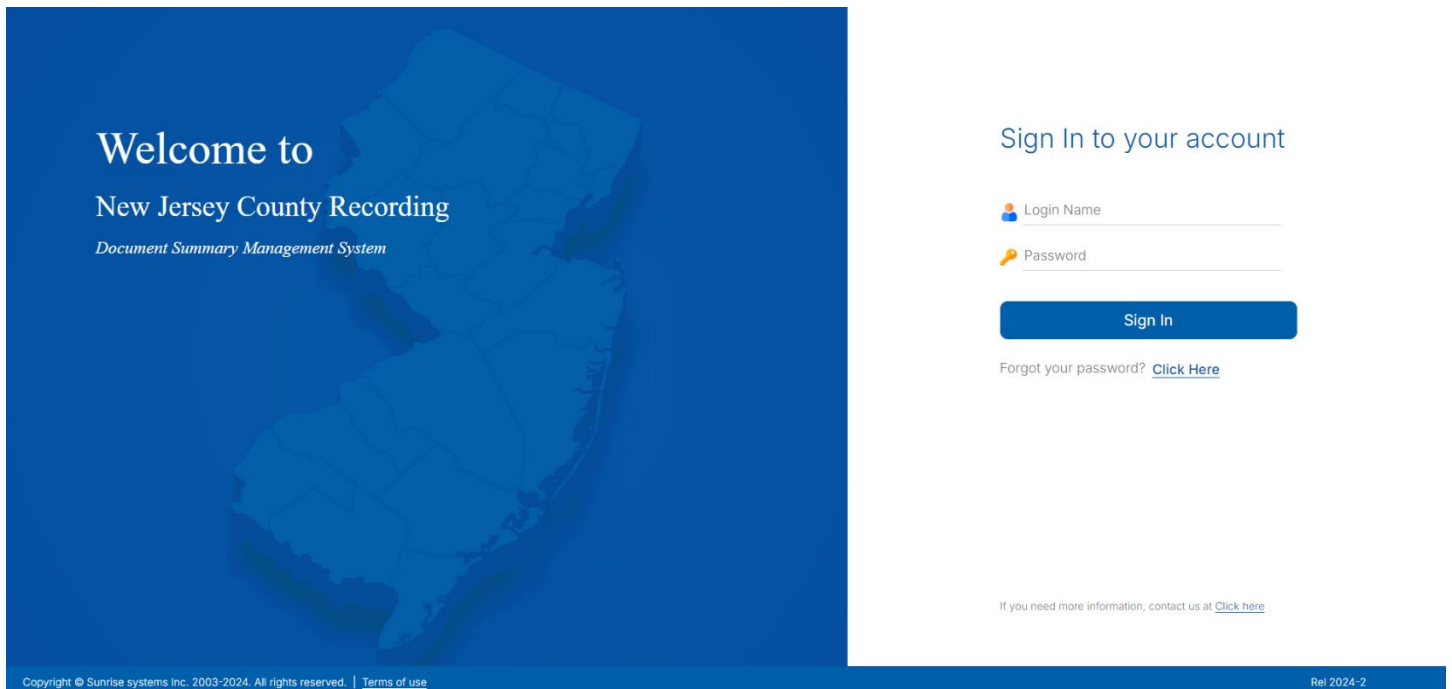 Welcome to
New Jersey County Recording
Document Summary Management System
Sign In to your account
Login Name
Password
Sign In
Forgot your password? Click Here
If you need more information, contact us at Click here
Copyright © Sunrise systems Inc. 2003-2024. All rights reserved. | Terms of use
Rel 2024-2